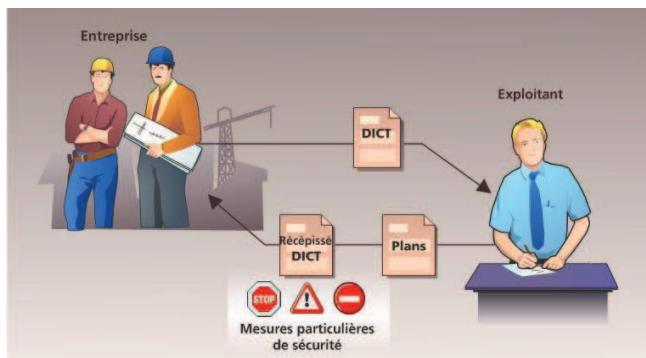 Entreprise
Exploitant
DICT
Récépissé
DICT
Plans
STOP
Mesures particulières
de sécurité